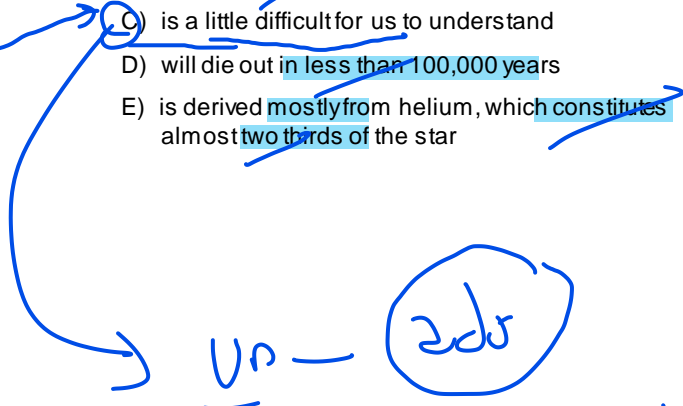 C) is a little difficult for us to understand
D) will die out in less than 100,000 years
E) is derived mostly from helium, which constitutes
almost two thirds of the star
Un —